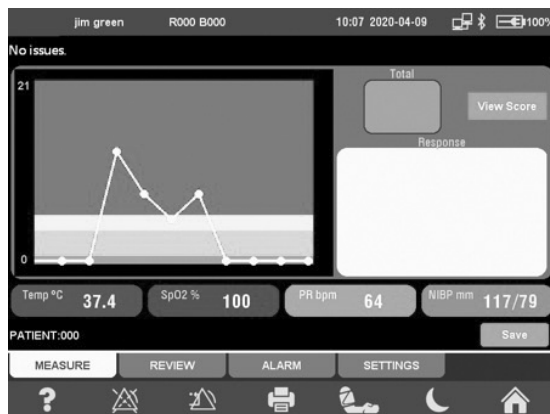 jim green R000 B000 10:07 2020-04-09 100%
No issues.
21
0
Total
View Score
Response
Temp ºC 37.4
SpO2 % 100
PR bpm 64
NIBP mm 117/79
PATIENT:000
Save
MEASURE REVIEW ALARM SETTINGS
?